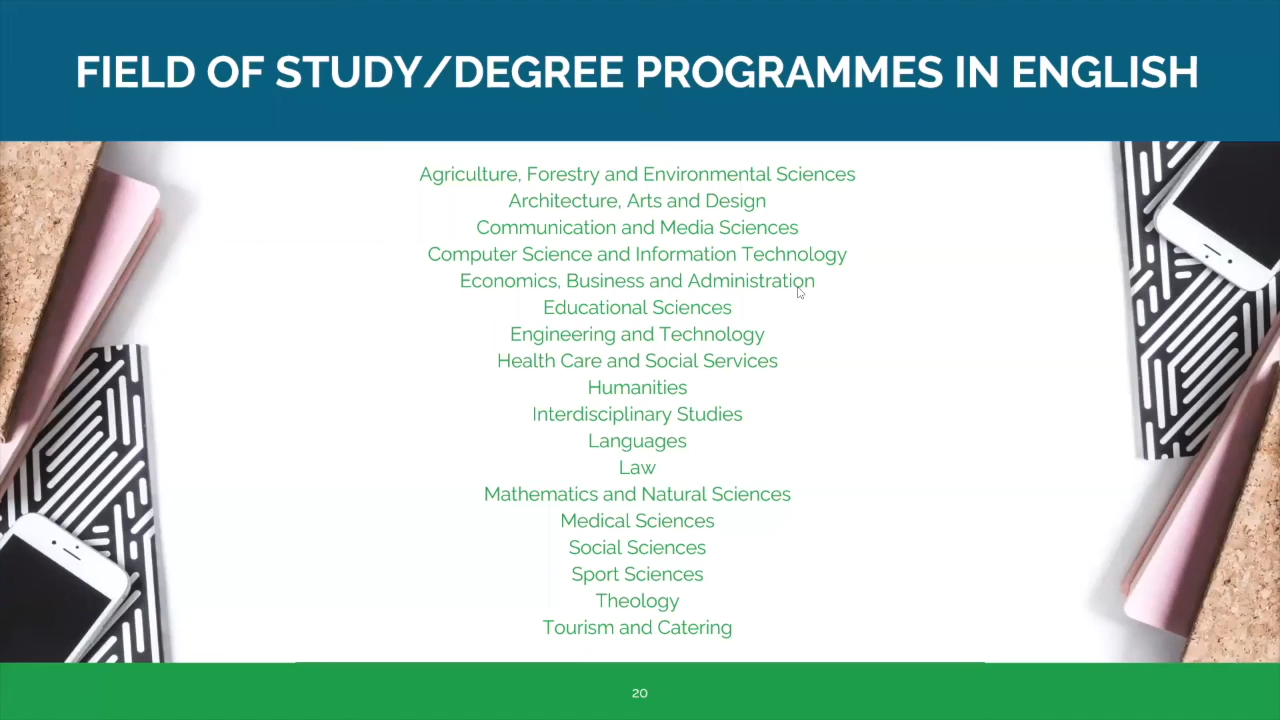 FIELD OF STUDY/DEGREE PROGRAMMES IN ENGLISH
Agriculture, Forestry and Environmental Sciences
Architecture, Arts and Design
Communication and Media Sciences
Computer Science and Information Technology
Economics, Business and Administration
Educational Sciences
Engineering and Technology
Health Care and Social Services
Humanities
Interdisciplinary Studies
Languages
Law
Mathematics and Natural Sciences
Medical Sciences
Social Sciences
Sport Sciences
Theology
Tourism and Catering
20